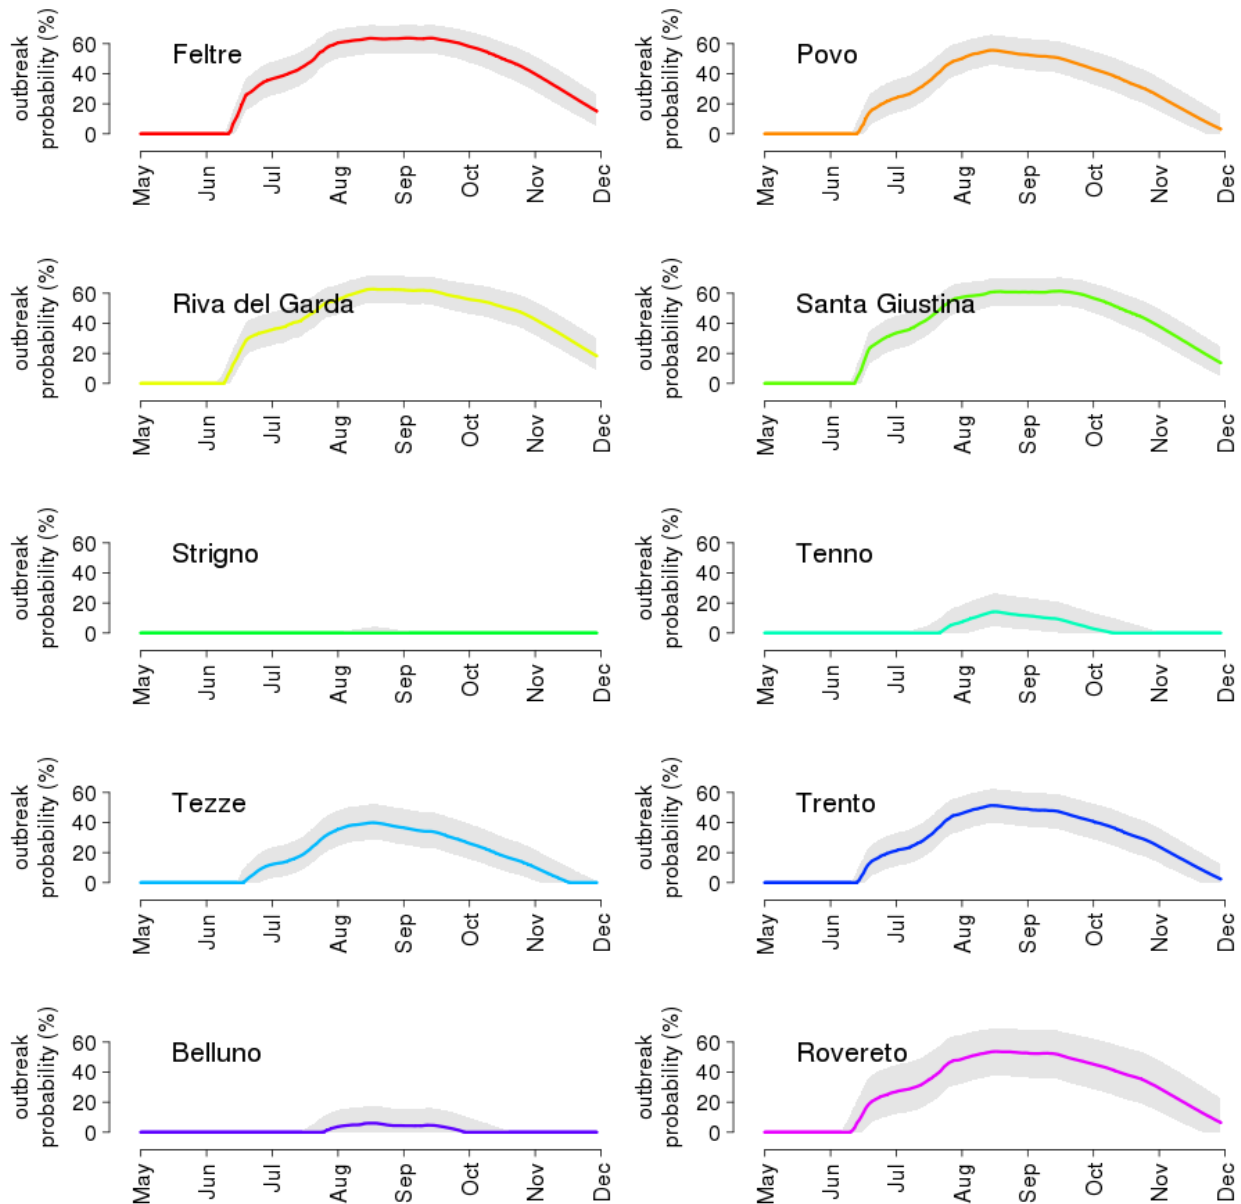 outbreak
probability (%)
60
40
20
0
Feltre
May
Jun
Jul
Aug
Sep
Oct
Nov
Dec
outbreak
probability (%)
60
40
20
0
Povo
May
Jun
Jul
Aug
Sep
Oct
Nov
Dec
outbreak
probability (%)
60
40
20
0
Riva del Garda
May
Jun
Jul
Aug
Sep
Oct
Nov
Dec
outbreak
probability (%)
60
40
20
0
Santa Giustina
May
Jun
Jul
Aug
Sep
Oct
Nov
Dec
outbreak
probability (%)
60
40
20
0
Strigno
May
Jun
Jul
Aug
Sep
Oct
Nov
Dec
outbreak
probability (%)
60
40
20
0
Tenno
May
Jun
Jul
Aug
Sep
Oct
Nov
Dec
outbreak
probability (%)
60
40
20
0
Tezze
May
Jun
Jul
Aug
Sep
Oct
Nov
Dec
outbreak
probability (%)
60
40
20
0
Trento
May
Jun
Jul
Aug
Sep
Oct
Nov
Dec
outbreak
probability (%)
60
40
20
0
Belluno
May
Jun
Jul
Aug
Sep
Oct
Nov
Dec
outbreak
probability (%)
60
40
20
0
Rovereto
May
Jun
Jul
Aug
Sep
Oct
Nov
Dec